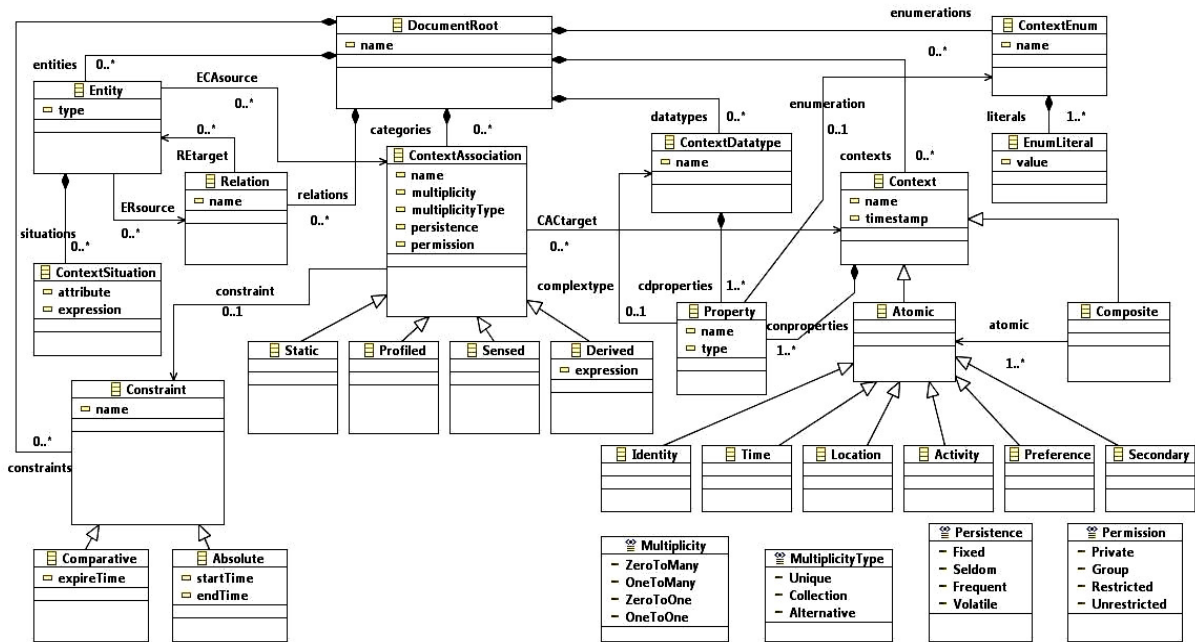 DocumentRoot
name
enumerations
0..*
ContextEnum
name
entities
0..*
Entity
type
ECAsource
0..*
categories
0..*
datatypes
0..*
enumeration
0..1
literals
1..*
EnumLiteral
value
0..*
REtarget
Relation
name
relations
0..*
ERsource
0..*
ContextAssociation
name
multiplicity
multiplicityType
persistence
permission
ContextDatatype
name
contexts
0..*
Context
name
timestamp
situations
0..*
ContextSituation
attribute
expression
CACtarget
0..*
constraint
0..1
complextype
0..1
cdproperties
1..*
Property
name
type
conproperties
1..*
Atomic
atomic
1..*
Composite
Static
Profiled
Sensed
Derived
expression
Constraint
name
0..*
constraints
Identity
Time
Location
Activity
Preference
Secondary
Comparative
expireTime
Absolute
startTime
endTime
Multiplicity
ZeroToMany
OneToMany
ZeroToOne
OneToOne
MultiplicityType
Unique
Collection
Alternative
Persistence
Fixed
Seldom
Frequent
Volatile
Permission
Private
Group
Restricted
Unrestricted